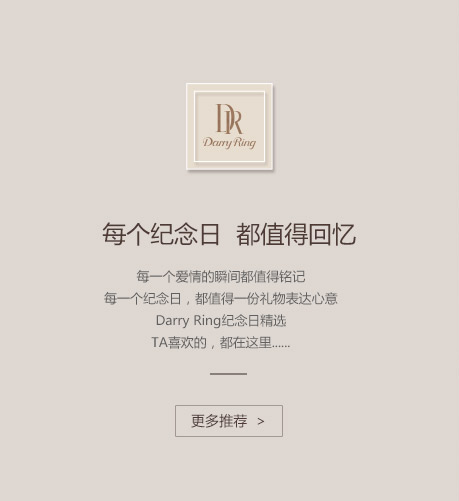 DR
Darry Ring
每个纪念日 都值得回忆
每一个爱情的瞬间都值得铭记
每一个纪念日，都值得一份礼物表达心意
Darry Ring纪念日精选
TA喜欢的，都在这里......
更多推荐 >